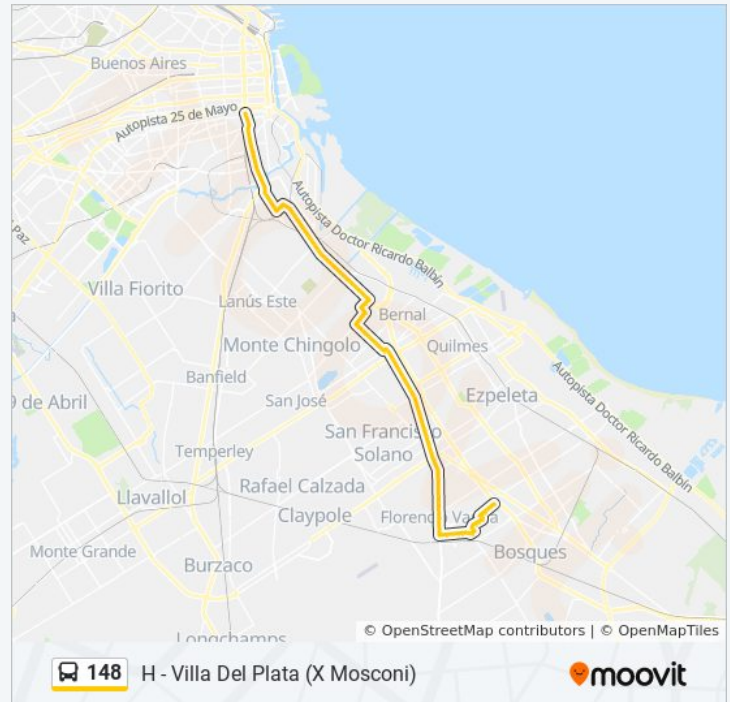 Buenos Aires
Autopista 25 de Mayo
Autopista Doctor Ricardo Balbín
Paz
Villa Fiorito
Lanús Este
Bernal
Monte Chingolo
Quilmes
Banfield
Autopista Doctor Ricardo Balbín
9 de Abril
San José
Ezpeleta
San Francisco
Solano
Temperley
Rafael Calzada
Llavallol
Claypole
Florencio Varela
Monte Grande
Bosques
Burzaco
Longchamps
© OpenStreetMap contributors | © OpenMapTiles
148 H - Villa Del Plata (X Mosconi)
moovit